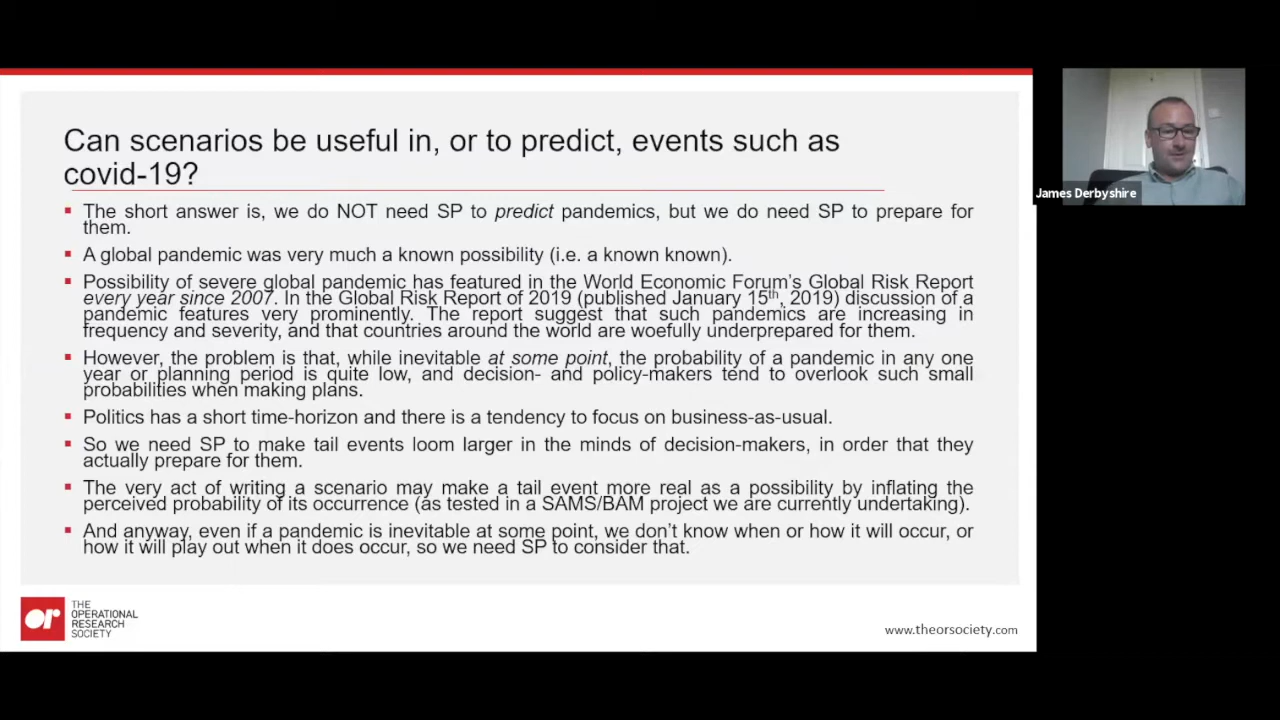 Can scenarios be useful in, or to predict, events such as
covid-19?
▪ The short answer is, we do NOT need SP to predict pandemics, but we do need SP to prepare for
them.
▪ A global pandemic was very much a known possibility (i.e. a known known).
▪ Possibility of severe global pandemic has featured in the World Economic Forum's Global Risk Report
every year since 2007. In the Global Risk Report of 2019 (published January 15th, 2019) discussion of a
pandemic features very prominently. The report suggest that such pandemics are increasing in
frequency and severity, and that countries around the world are woefully underprepared for them.
▪ However, the problem is that, while inevitable at some point, the probability of a pandemic in any one
year or planning period is quite low, and decision- and policy-makers tend to overlook such small
probabilities when making plans.
▪ Politics has a short time-horizon and there is a tendency to focus on business-as-usual.
▪ So we need SP to make tail events loom larger in the minds of decision-makers, in order that they
actually prepare for them.
▪ The very act of writing a scenario may make a tail event more real as a possibility by inflating the
perceived probability of its occurrence (as tested in a SAMS/BAM project we are currently undertaking).
▪ And anyway, even if a pandemic is inevitable at some point, we don't know when or how it will occur, or
how it will play out when it does occur, so we need SP to consider that.
James Derbyshire
or
THE
OPERATIONAL
RESEARCH
SOCIETY
www.theorsociety.com